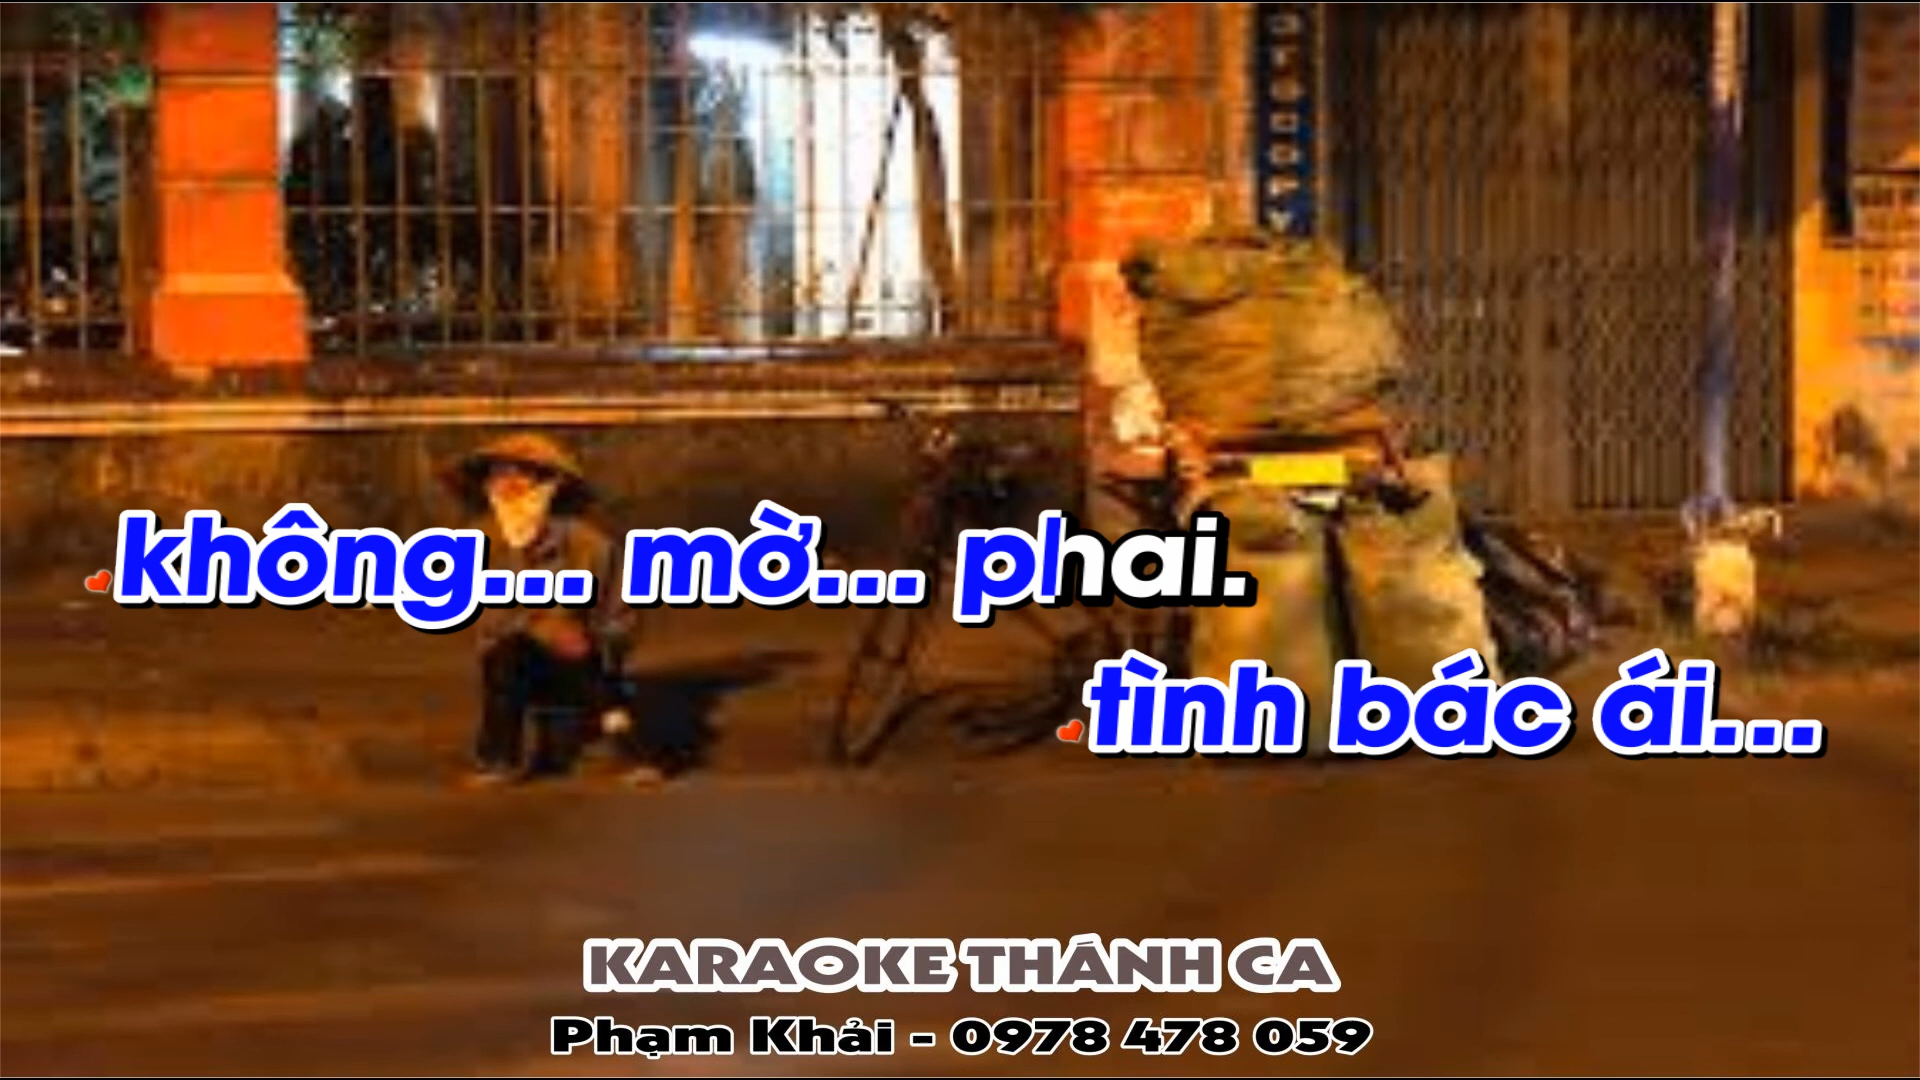 không... mờ... phai.
tình bác ái...
KARAOKE THÁNH CA
Phạm Khải - 0978 478 059